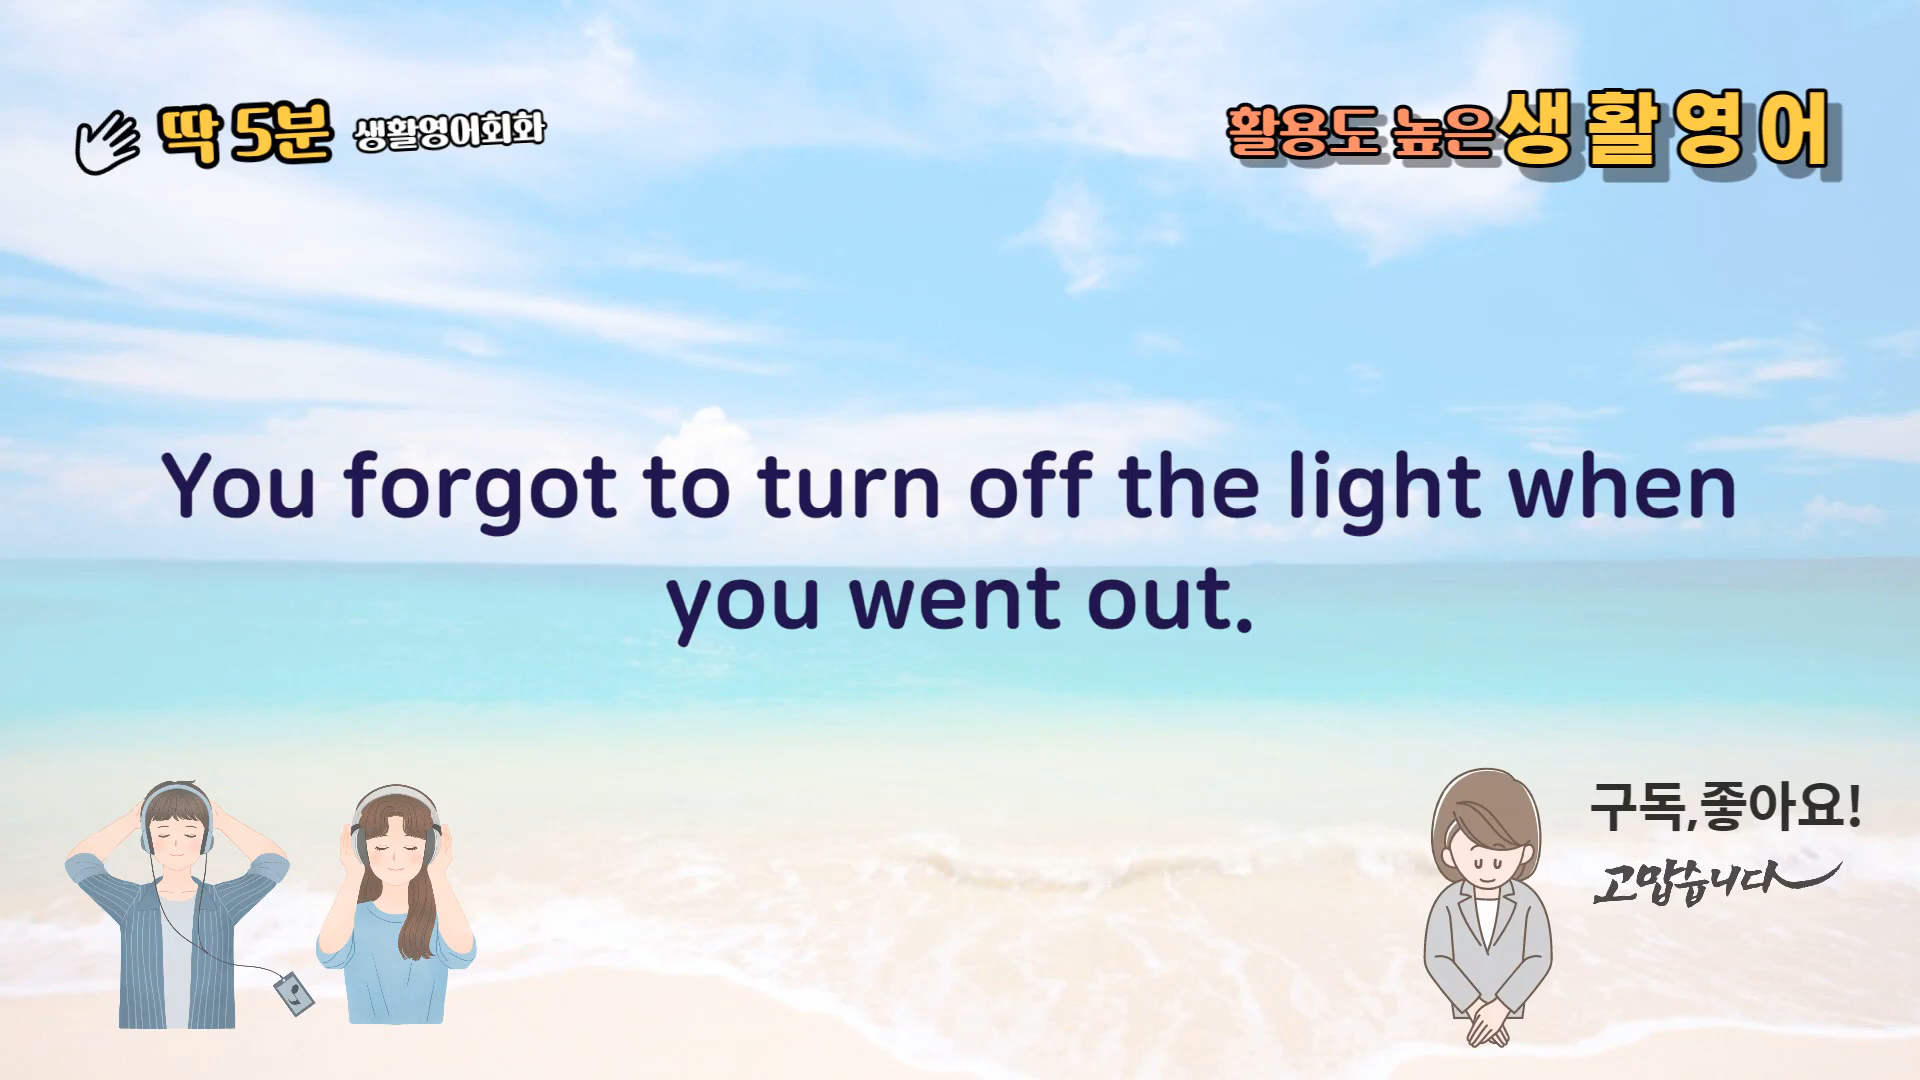 딱 5분 생활영어회화
활용도 높은생활영어
You forgot to turn off the light when
you went out.
구독,좋아요!
고맙습니다